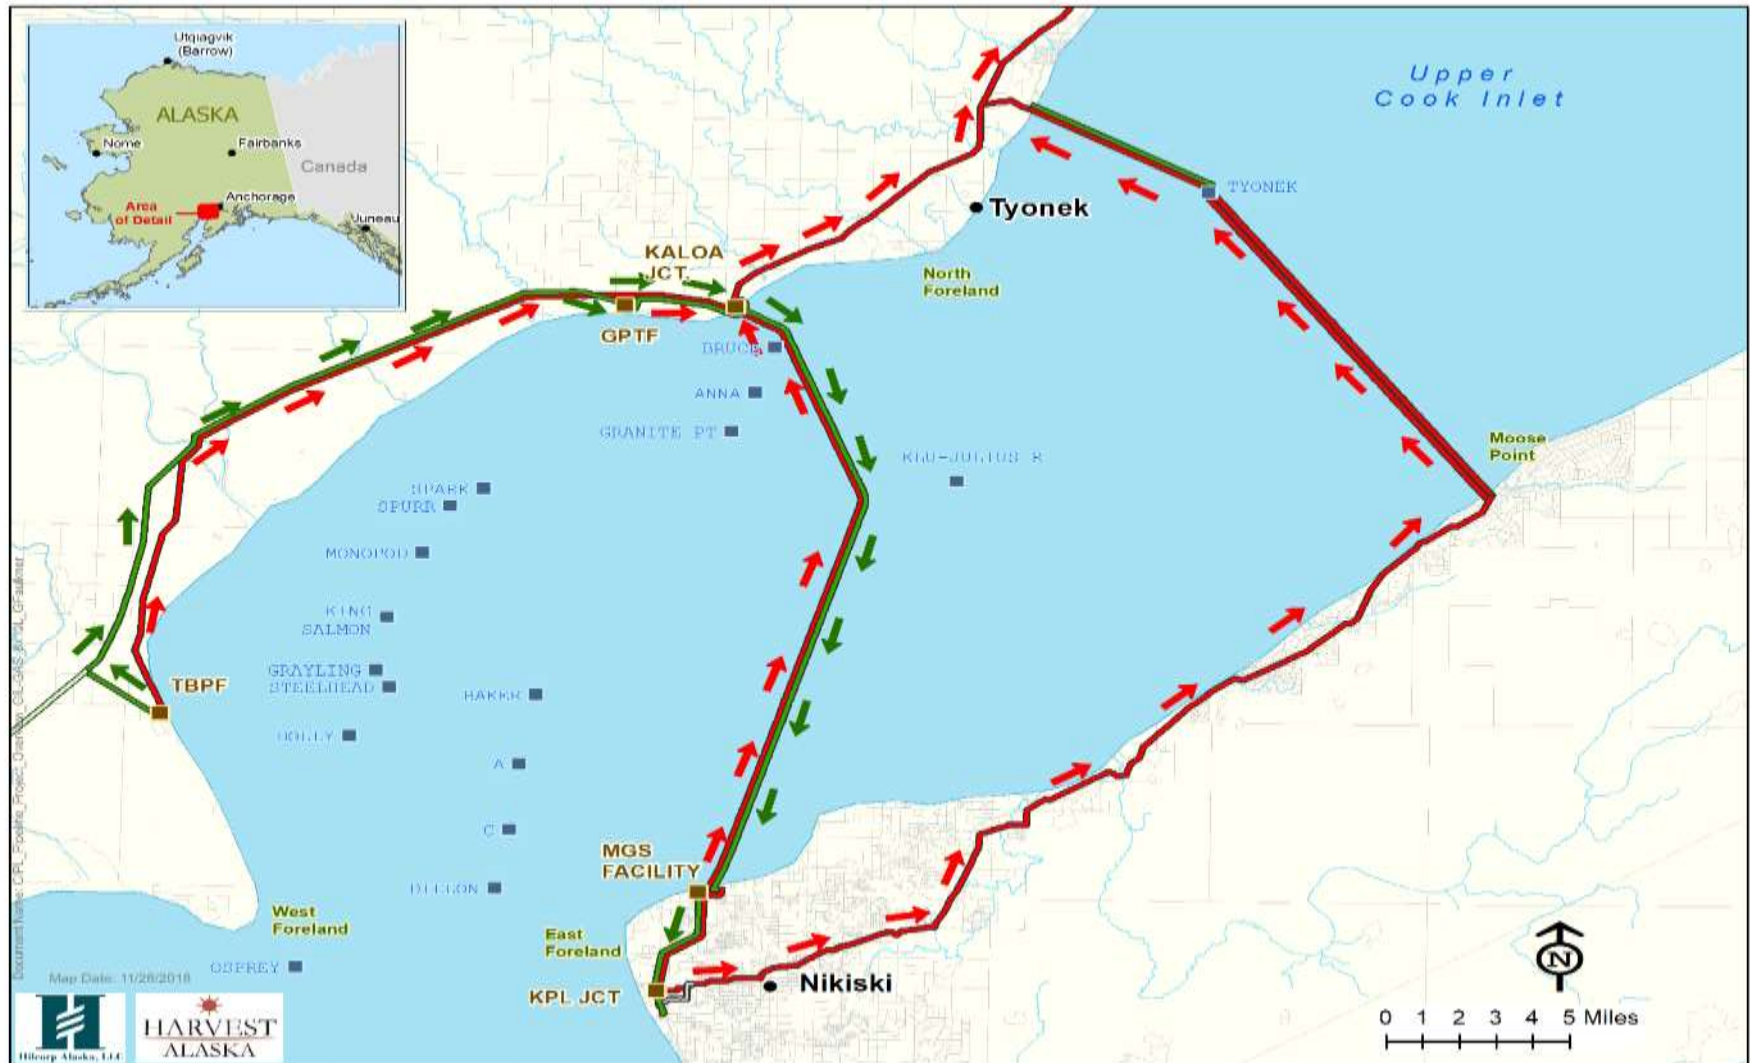 Utqiagvik
(Barrow)
ALASKA
Nome
Fairbanks
Canada
Anchorage
Area
of Detail
Juneau
Upper
Cook Inlet
TYONEK
Tyonek
KALOA
JCT
North
Foreland
GPTF
BRUCE
ANNA
GRANITE PT
Moose
Point
SPARK
SPURR
MONOPOD
KING
SALMON
GRAYLING
STEELHEAD
TBPF
BAKER
DOLLY
A
C
MGS
FACILITY
DILLON
West
Foreland
East
Foreland
OSPREY
KPL JCT
Nikiski
N
Map Date: 11/26/2018
Hilcorp Alaska, LLC
HARVEST
ALASKA
0 1 2 3 4 5 Miles